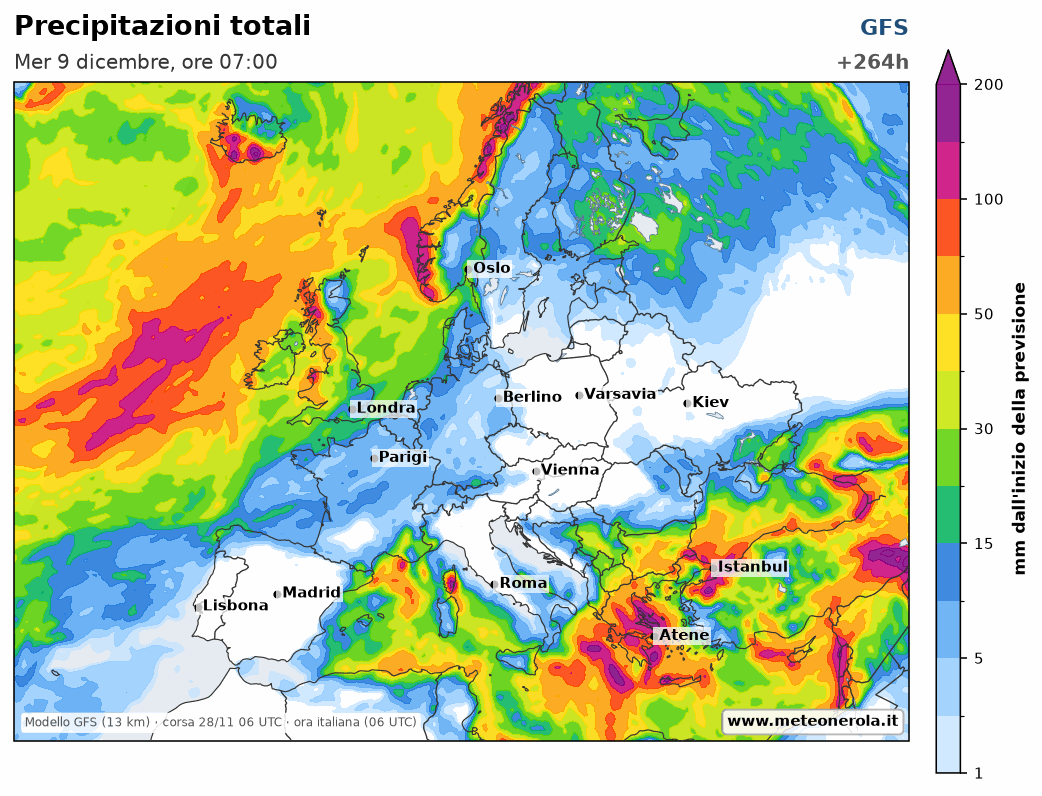 Precipitazioni totali
GFS
Mer 9 dicembre, ore 07:00
+264h
200
100
50
30
15
5
1
mm dall'inizio della previsione
Oslo
Londra
Berlino
Varsavia
Kiev
Parigi
Vienna
Istanbul
Roma
Madrid
Lisbona
Atene
Modello GFS (13 km) · corsa 28/11 06 UTC · ora italiana (06 UTC)
www.meteonerola.it